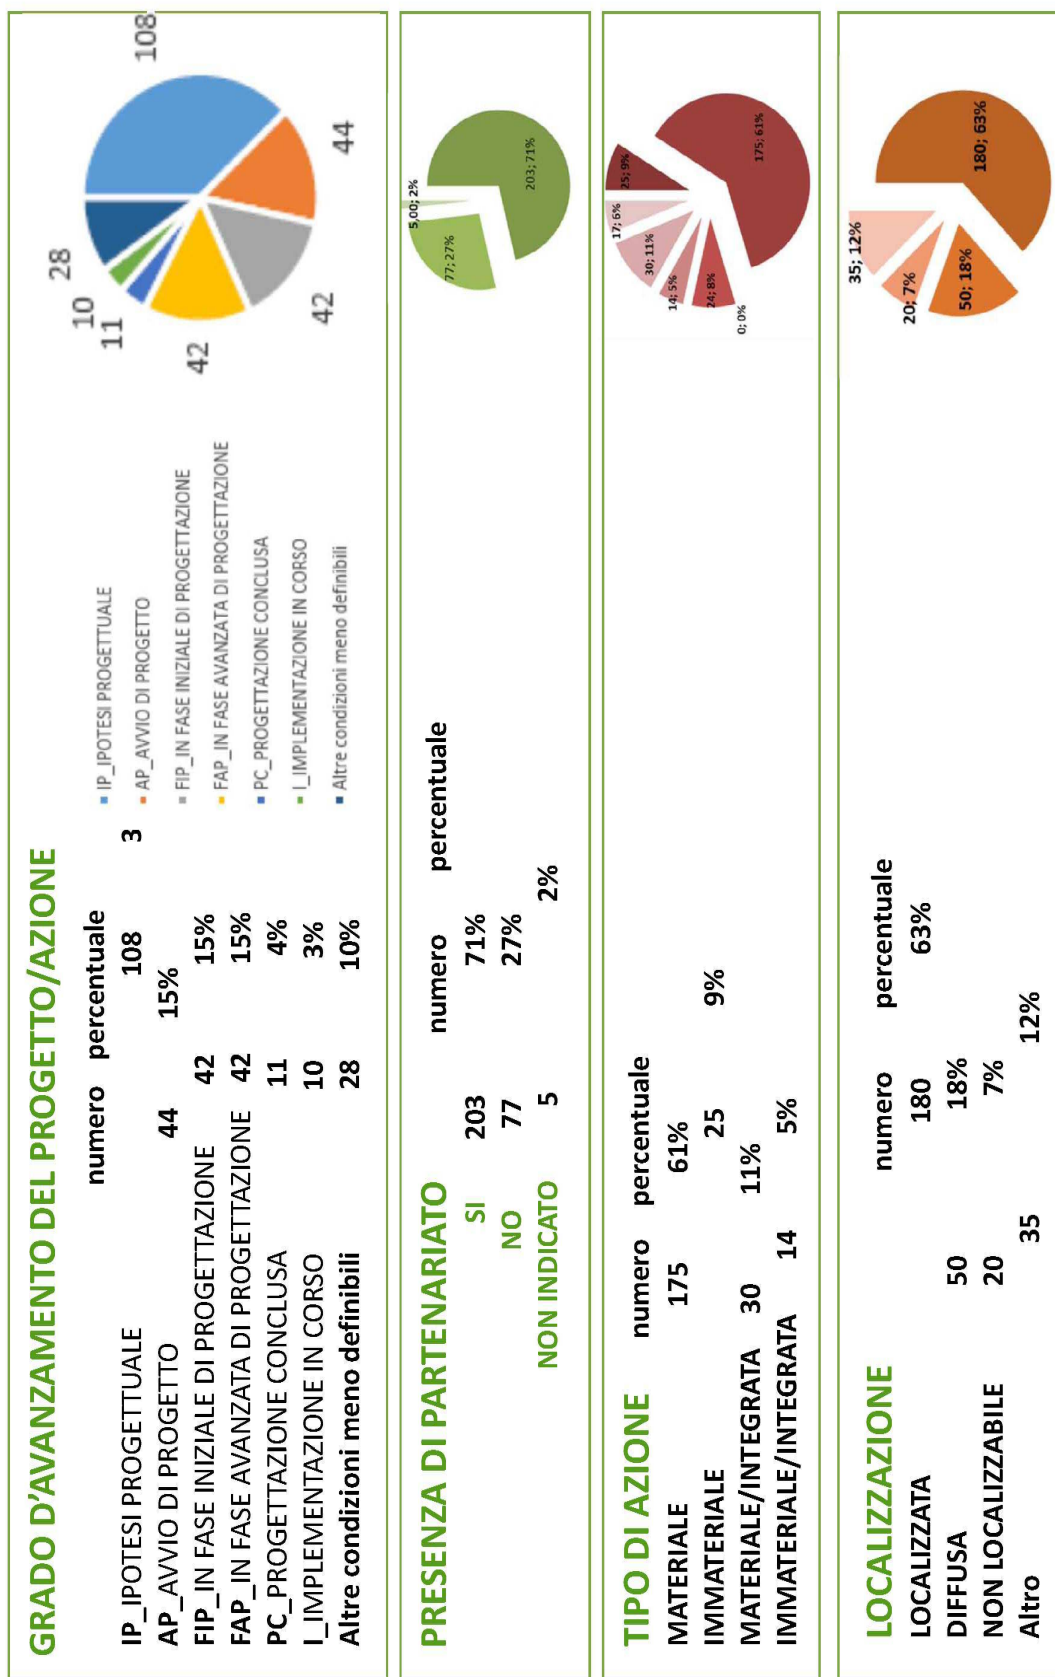 GRADO D'AVANZAMENTO DEL PROGETTO/AZIONE
numero percentuale
IP_IPOTESI PROGETTUALE 108 3
AP_AVVIO DI PROGETTO 44 15%
FIP_IN FASE INIZIALE DI PROGETTAZIONE 42 15%
FAP_IN FASE AVANZATA DI PROGETTAZIONE 42 15%
PC_PROGETTAZIONE CONCLUSA 11 4%
I_IMPLEMENTAZIONE IN CORSO 10 3%
Altre condizioni meno definibili 28 10%
IP_IPOTESI PROGETTUALE
AP_AVVIO DI PROGETTO
FIP_IN FASE INIZIALE DI PROGETTAZIONE
FAP_IN FASE AVANZATA DI PROGETTAZIONE
PC_PROGETTAZIONE CONCLUSA
I_IMPLEMENTAZIONE IN CORSO
Altre condizioni meno definibili
108
44
42
42
11
10
28
PRESENZA DI PARTENARIATO
numero percentuale
SI 203 71%
NO 77 27%
NON INDICATO 5 2%
5,00; 2%
77; 27%
203; 71%
TIPO DI AZIONE
numero percentuale
MATERIALE 175 61%
IMMATERIALE 25 9%
MATERIALE/INTEGRATA 30 11%
IMMATERIALE/INTEGRATA 14 5%
25; 9%
17; 6%
30; 11%
14; 5%
24; 8%
0; 0%
175; 61%
LOCALIZZAZIONE
numero percentuale
LOCALIZZATA 180 63%
DIFFUSA 50 18%
NON LOCALIZZABILE 20 7%
Altro 35 12%
35; 12%
20; 7%
50; 18%
180; 63%